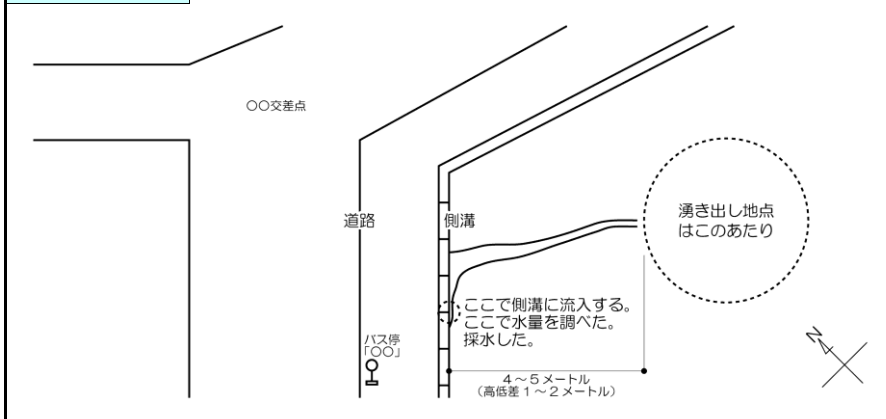 〇〇交差点
道路
側溝
湧き出し地点
はこのあたり
ここで側溝に流入する。
ここで水量を調べた。
採水した。
バス停
「〇〇」
4~5メートル
(高低差1~2メートル)
N